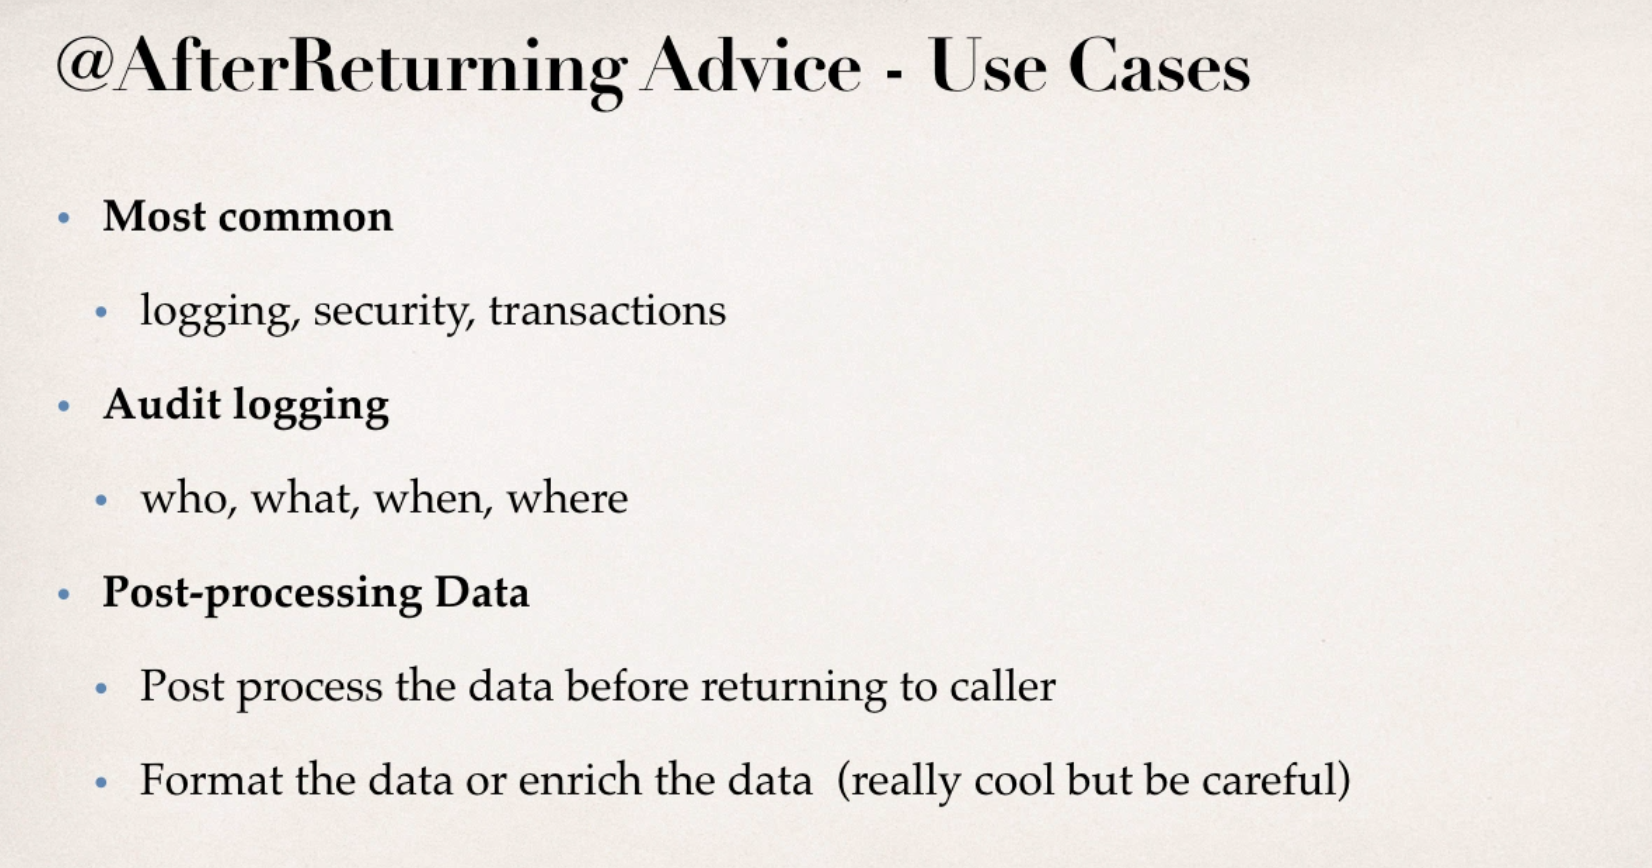 @AfterReturning Advice - Use Cases
• Most common
• logging, security, transactions
• Audit logging
• who, what, when, where
• Post-processing Data
• Post process the data before returning to caller
• Format the data or enrich the data  (really cool but be careful)